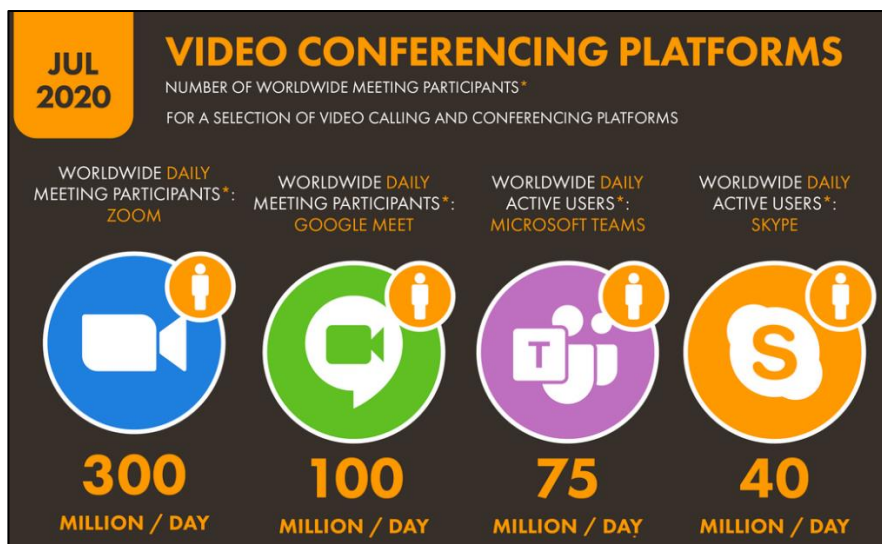 JUL
2020
VIDEO CONFERENCING PLATFORMS
NUMBER OF WORLDWIDE MEETING PARTICIPANTS*
FOR A SELECTION OF VIDEO CALLING AND CONFERENCING PLATFORMS
WORLDWIDE DAILY
MEETING PARTICIPANTS*:
ZOOM
300
MILLION / DAY
WORLDWIDE DAILY
MEETING PARTICIPANTS*:
GOOGLE MEET
100
MILLION / DAY
WORLDWIDE DAILY
ACTIVE USERS*:
MICROSOFT TEAMS
T
75
MILLION / DAY
WORLDWIDE DAILY
ACTIVE USERS*:
SKYPE
S
40
MILLION / DAY